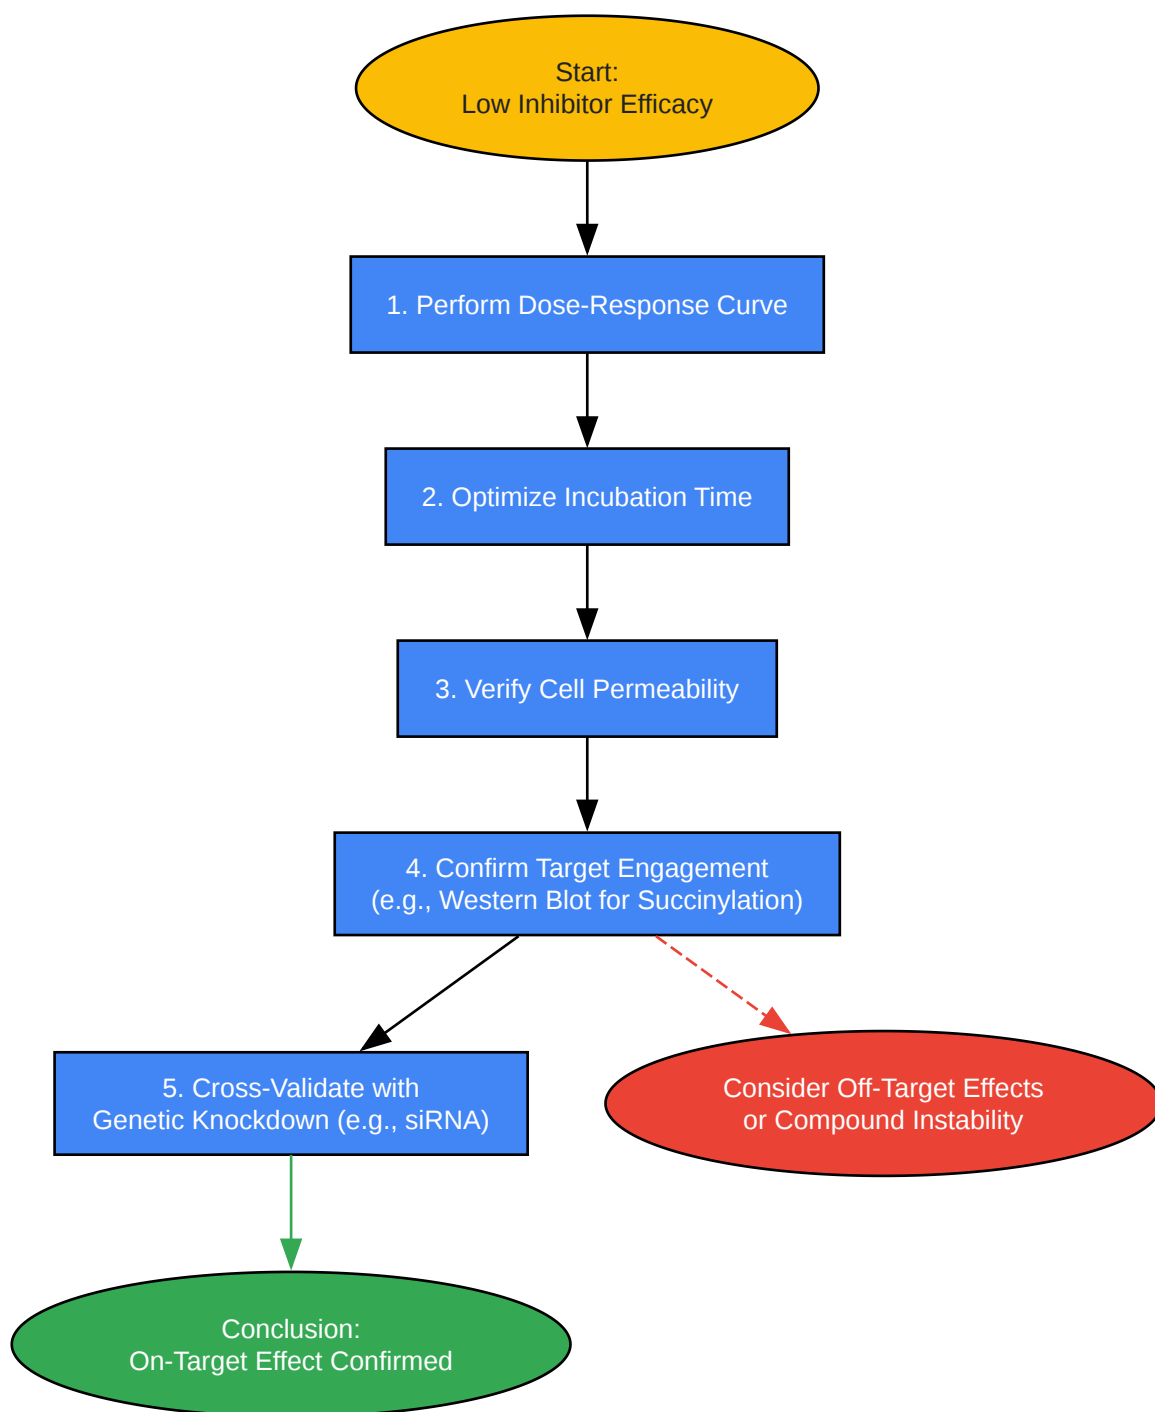 Start:
Low Inhibitor Efficacy
1. Perform Dose-Response Curve
2. Optimize Incubation Time
3. Verify Cell Permeability
4. Confirm Target Engagement
(e.g., Western Blot for Succinylation)
5. Cross-Validate with
Genetic Knockdown (e.g., siRNA)
Consider Off-Target Effects
or Compound Instability
Conclusion:
On-Target Effect Confirmed